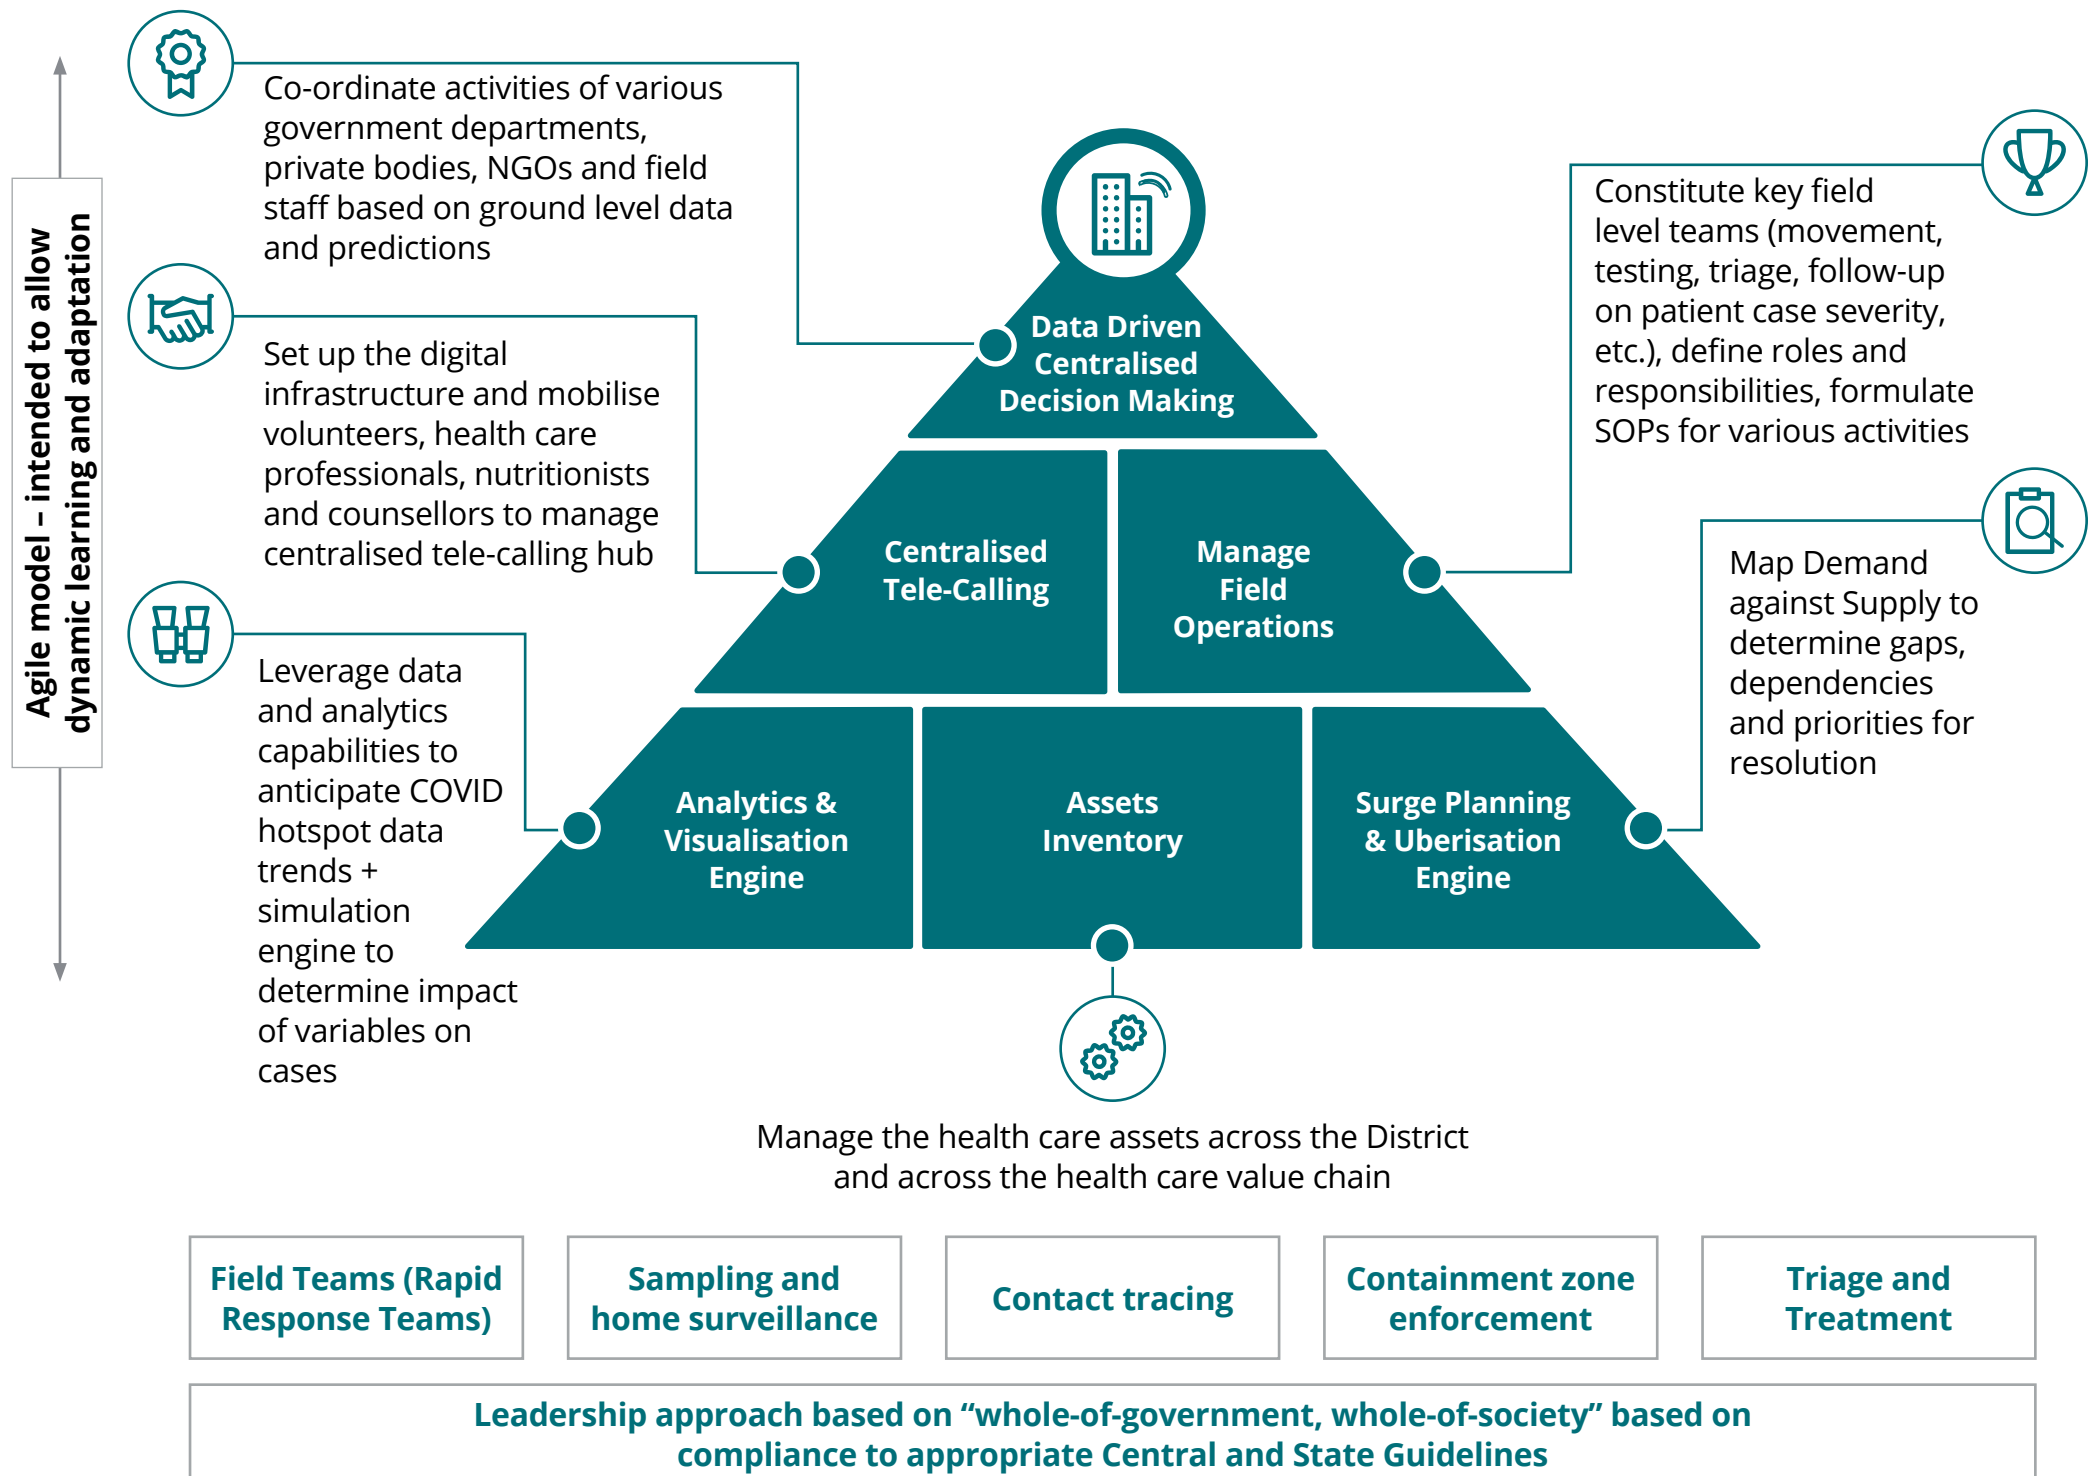 Agile model – intended to allow
dynamic learning and adaptation
Co-ordinate activities of various
government departments,
private bodies, NGOs and field
staff based on ground level data
and predictions
Set up the digital
infrastructure and mobilise
volunteers, health care
professionals, nutritionists
and counsellors to manage
centralised tele-calling hub
Leverage data
and analytics
capabilities to
anticipate COVID
hotspot data
trends +
simulation
engine to
determine impact
of variables on
cases
Data Driven
Centralised
Decision Making
Centralised
Tele-Calling
Manage
Field
Operations
Analytics &
Visualisation
Engine
Assets
Inventory
Surge Planning
& Uberisation
Engine
Constitute key field
level teams (movement,
testing, triage, follow-up
on patient case severity,
etc.), define roles and
responsibilities, formulate
SOPs for various activities
Map Demand
against Supply to
determine gaps,
dependencies
and priorities for
resolution
Manage the health care assets across the District
and across the health care value chain
Field Teams (Rapid
Response Teams)
Sampling and
home surveillance
Contact tracing
Containment zone
enforcement
Triage and
Treatment
Leadership approach based on “whole-of-government, whole-of-society” based on
compliance to appropriate Central and State Guidelines